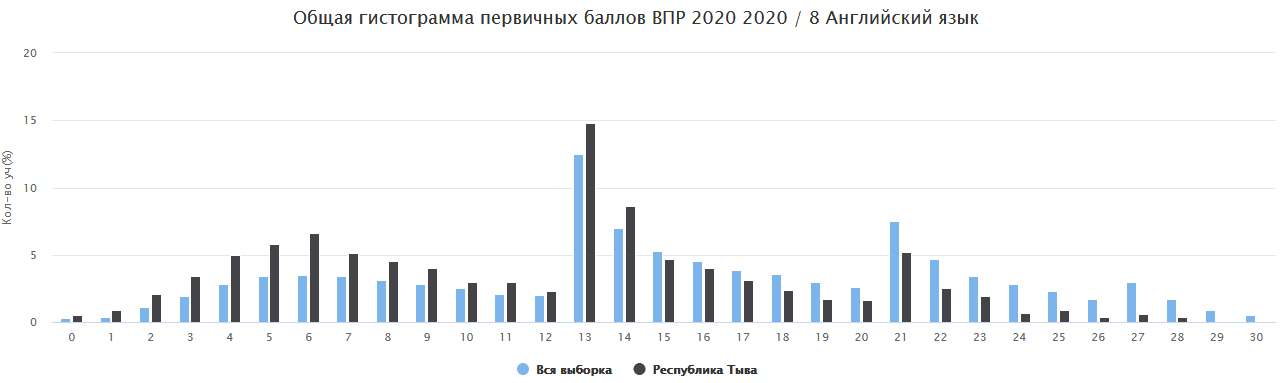 Общая гистограмма первичных баллов ВПР 2020 2020 / 8 Английский язык
20
15
10
5
0
Кол-во уч(%)
0 1 2 3 4 5 6 7 8 9 10 11 12 13 14 15 16 17 18 19 20 21 22 23 24 25 26 27 28 29 30
Вся выборка Республика Тыва